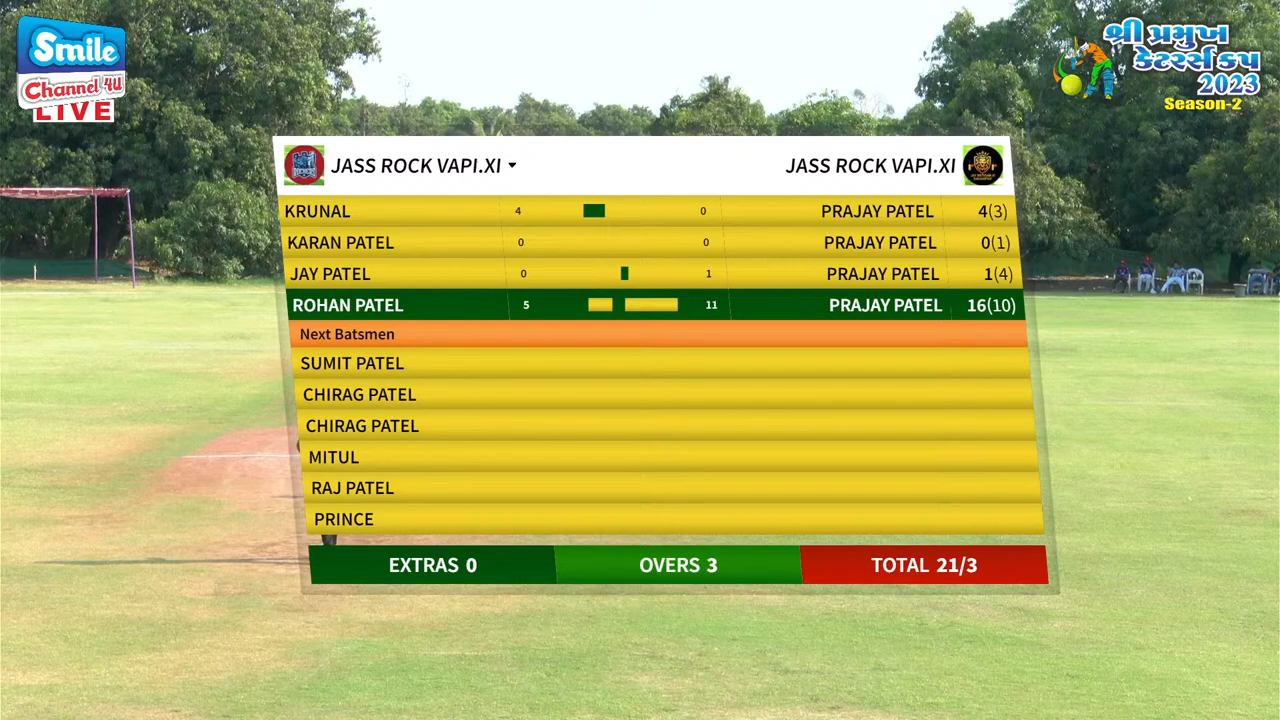 Smile
Channel 4U
LIVE
શ્રી પ્રમુખ
કેટરર્સ કપ
2023
Season-2
JASS ROCK VAPI.XI JASS ROCK VAPI.XI
KRUNAL 4 0 PRAJAY PATEL 4(3)
KARAN PATEL 0 0 PRAJAY PATEL 0(1)
JAY PATEL 0 1 PRAJAY PATEL 1(4)
ROHAN PATEL 5 11 PRAJAY PATEL 16(10)
Next Batsmen
SUMIT PATEL
CHIRAG PATEL
CHIRAG PATEL
MITUL
RAJ PATEL
PRINCE
EXTRAS 0 OVERS 3 TOTAL 21/3